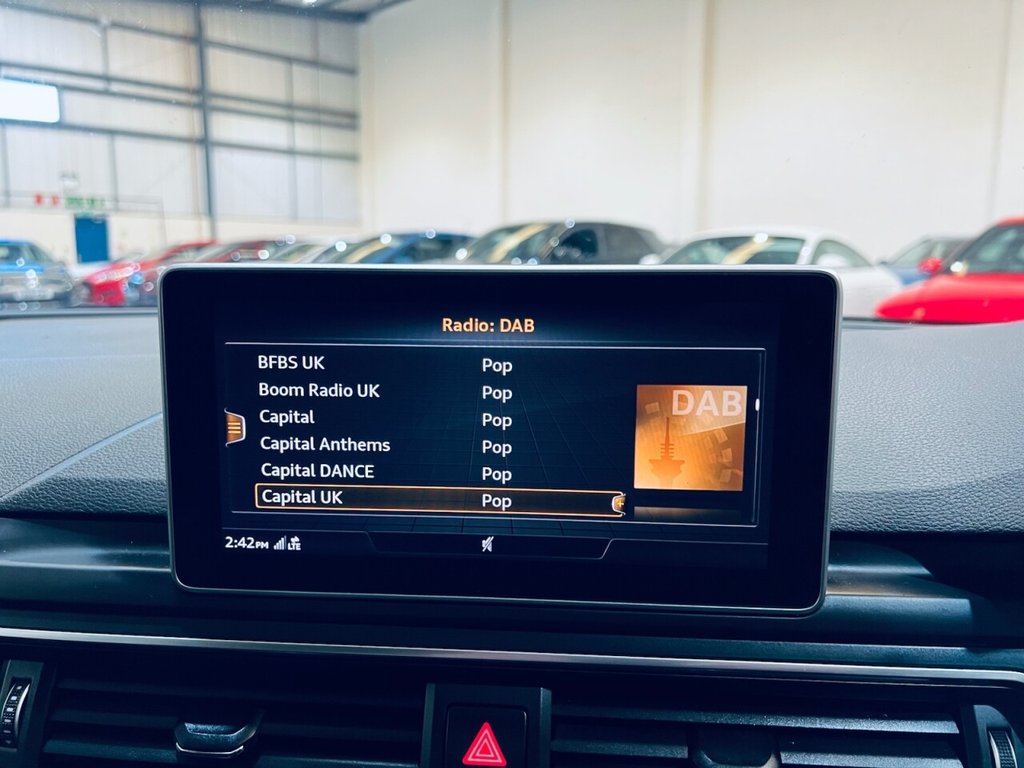 Radio: DAB
BFBS UK Pop
Boom Radio UK Pop
Capital Pop
Capital Anthems Pop
Capital DANCE Pop
Capital UK Pop
DAB
2:42PM LTE